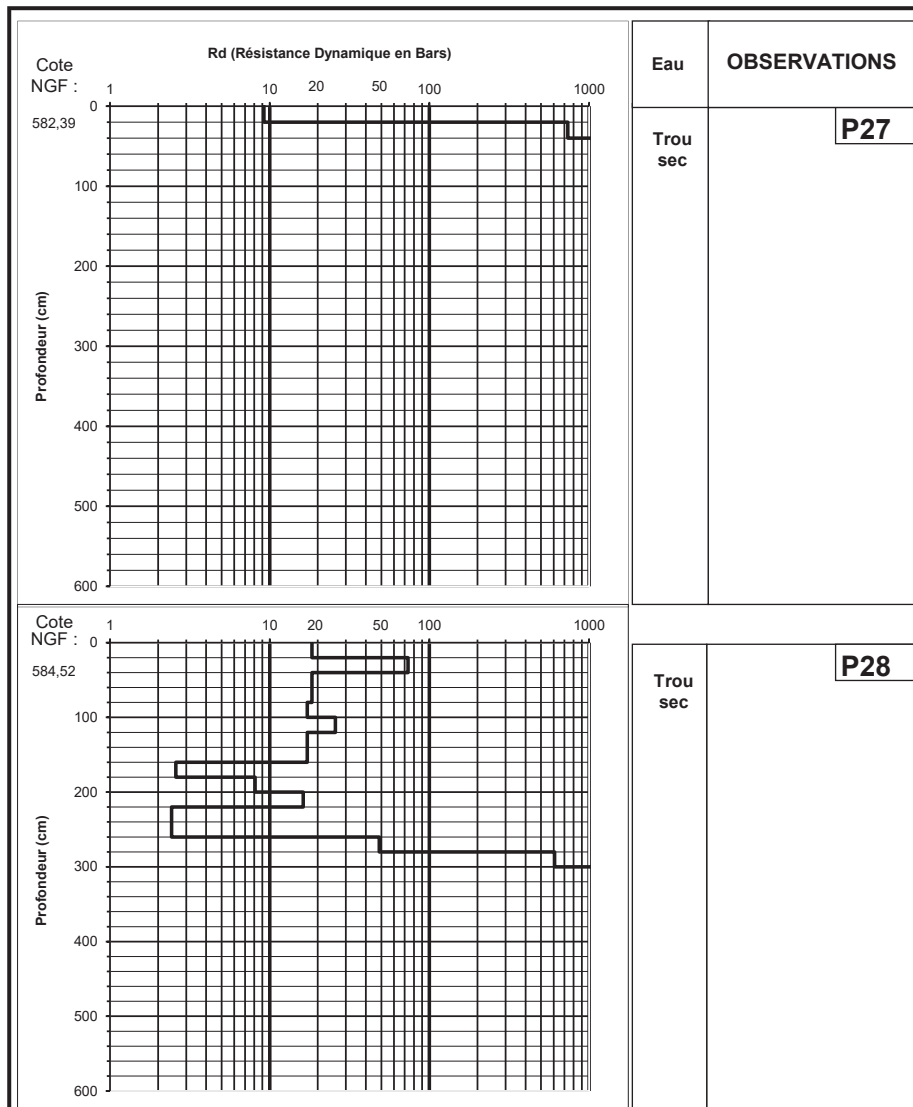 Rd (Résistance Dynamique en Bars)
Cote
NGF :
1 10 20 50 100 1000
0
582,39
100
200
300
400
500
600
Profondeur (cm)
Eau
OBSERVATIONS
Trou
sec
P27
Cote
NGF :
1 10 20 50 100 1000
0
584,52
100
200
300
400
500
600
Profondeur (cm)
Trou
sec
P28